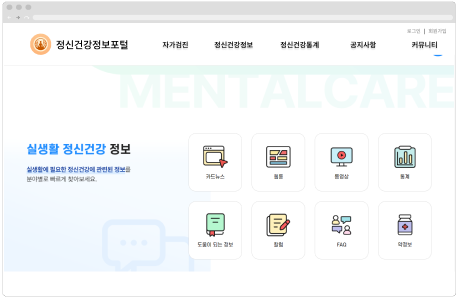 로그인 | 회원가입
정신건강정보포털
자가검진 정신건강정보 정신건강통계 공지사항 커뮤니티
MENTALCARE
실생활 정신건강 정보
실생활에 필요한 정신건강에 관련된 정보를
분야별로 빠르게 찾아보세요.
카드뉴스 웹툰 동영상 통계
도움이 되는 정보 칼럼 FAQ 약정보